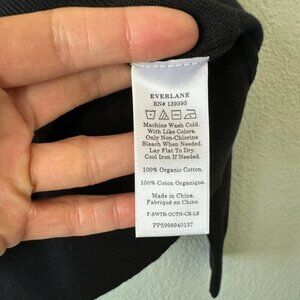 EVERLANE
RN# 139393
Machine Wash Cold.
With Like Colors.
Only Non-Chlorine
Bleach When Needed.
Lay Flat To Dry.
Cool Iron If Needed.
100% Organic Cotton.
100% Coton Organique.
Made in China.
Fabriqué en Chine.
F-SWTR-OCTN-CR-LS
PP5998940137